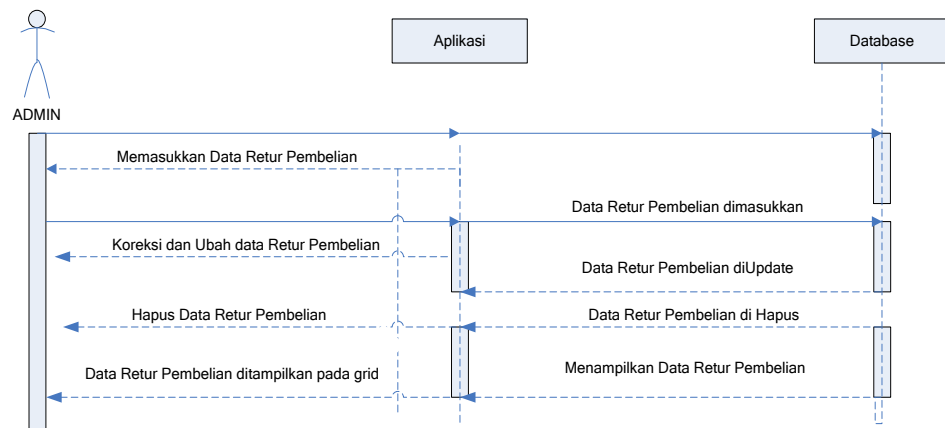 Aplikasi
Database
ADMIN
Memasukkan Data Retur Pembelian
Data Retur Pembelian dimasukkan
Koreksi dan Ubah data Retur Pembelian
Data Retur Pembelian diUpdate
Hapus Data Retur Pembelian
Data Retur Pembelian di Hapus
Menampilkan Data Retur Pembelian
Data Retur Pembelian ditampilkan pada grid